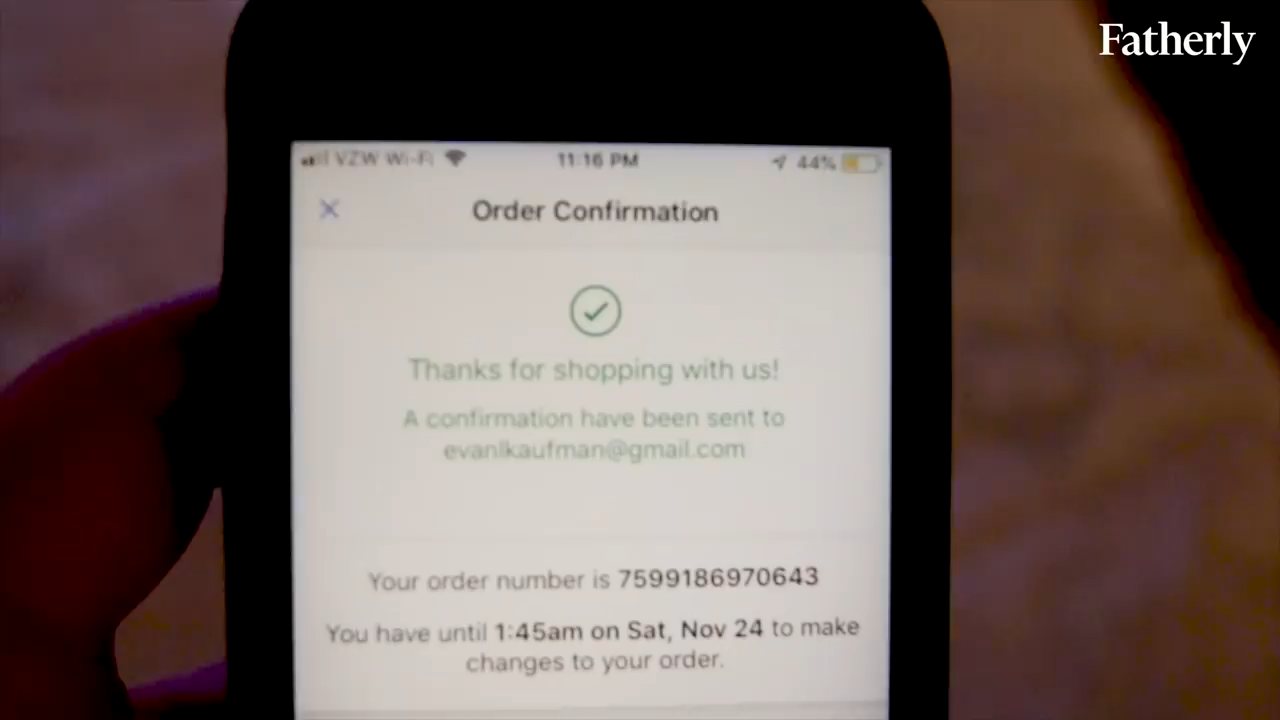 Fatherly
VZW Wi-Fi 11:16 PM 44%
Order Confirmation
Thanks for shopping with us!
A confirmation have been sent to
evanlkaufman@gmail.com
Your order number is 7599186970643
You have until 1:45am on Sat, Nov 24 to make
changes to your order.